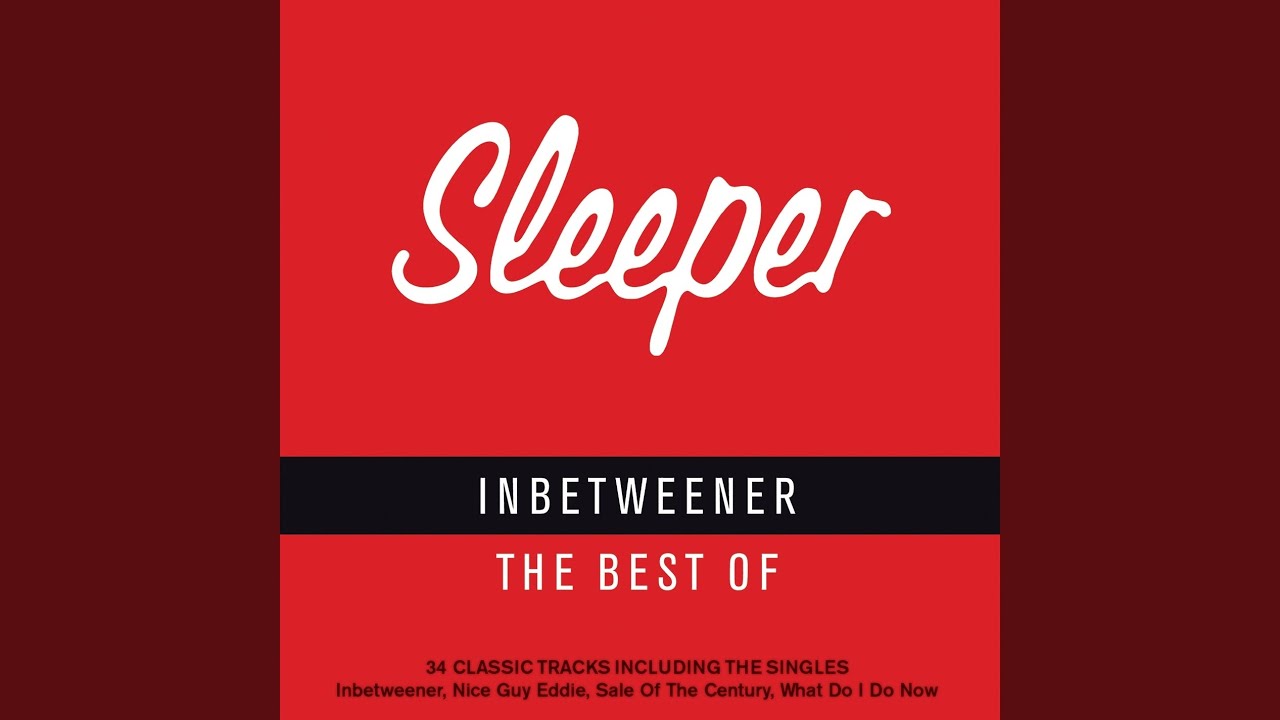 Sleeper
INBETWEENER
THE BEST OF
34 CLASSIC TRACKS INCLUDING THE SINGLES
Inbetweener, Nice Guy Eddie, Sale Of The Century, What Do I Do Now